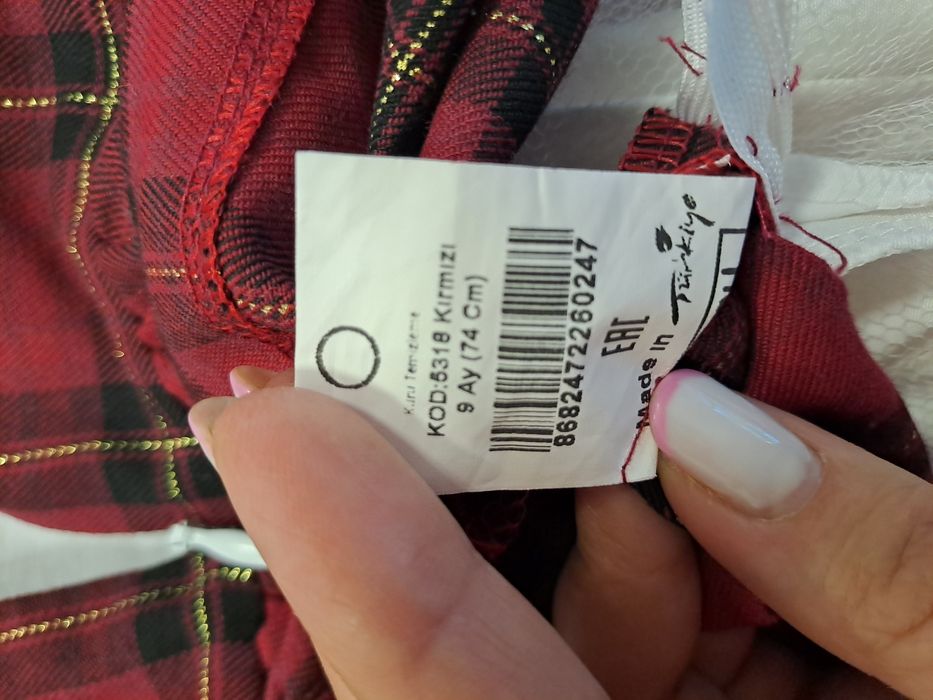 Kuru Temizleme
KOD:5318 Kırmızı
9 Ay (74 Cm)
8682472260247
EAC
Made in Türkiye